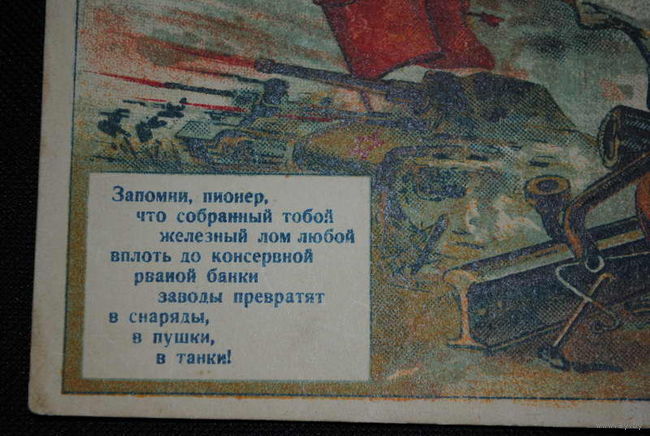 Запомни, пионер,
что собранный тобой
железный лом любой
вплоть до консервной
рваной банки
заводы превратят
в снаряды,
в пушки,
в танки!